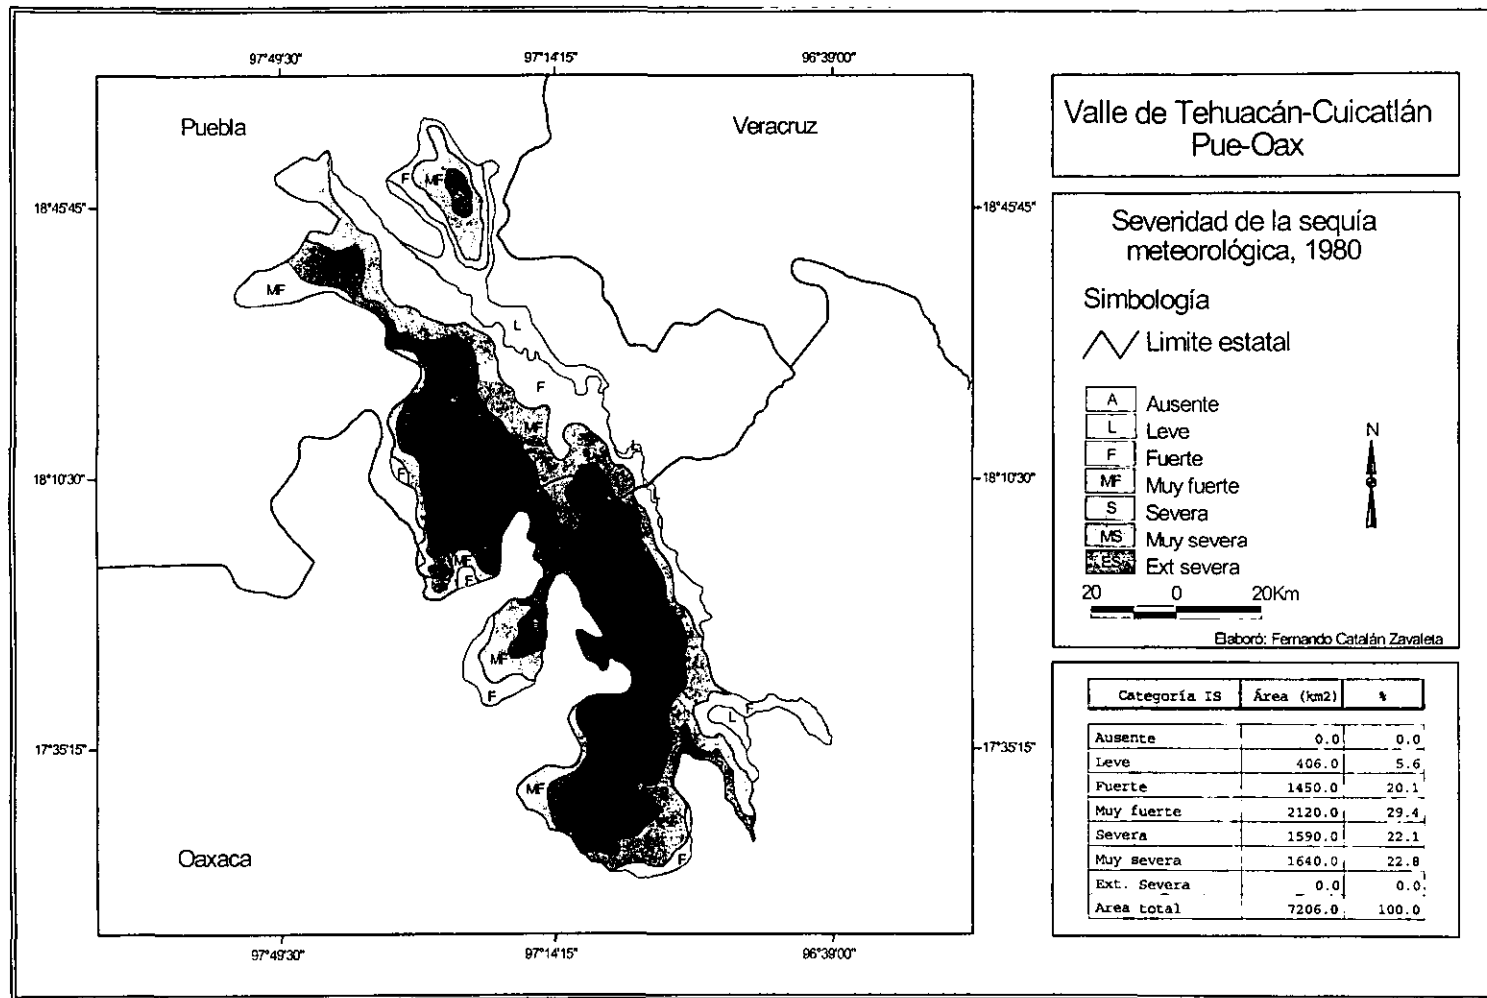 97°49'30" 97°14'15" 96°39'00"
Puebla
Veracruz
18°45'45" 18°45'45"
18°10'30" 18°10'30"
17°35'15" 17°35'15"
Oaxaca
F
MF
MF
L
F
MF
L
F
L
MF
F
MF
F
L
F
MF
F
97°49'30" 97°14'15" 96°39'00"
Valle de Tehuacán-Cuicatlán
Pue-Oax
Severidad de la sequía
meteorológica, 1980
Simbología
Limite estatal
A Ausente
L Leve
F Fuerte
MF Muy fuerte
S Severa
MS Muy severa
ES Ext severa
N
20 0 20Km
Elaboró: Fernando Catalán Zavaleta
Categoría IS Área (km2) %
Ausente 0.0 0.0
Leve 406.0 5.6
Fuerte 1450.0 20.1
Muy fuerte 2120.0 29.4
Severa 1590.0 22.1
Muy severa 1640.0 22.8
Ext. Severa 0.0 0.0
Area total 7206.0 100.0